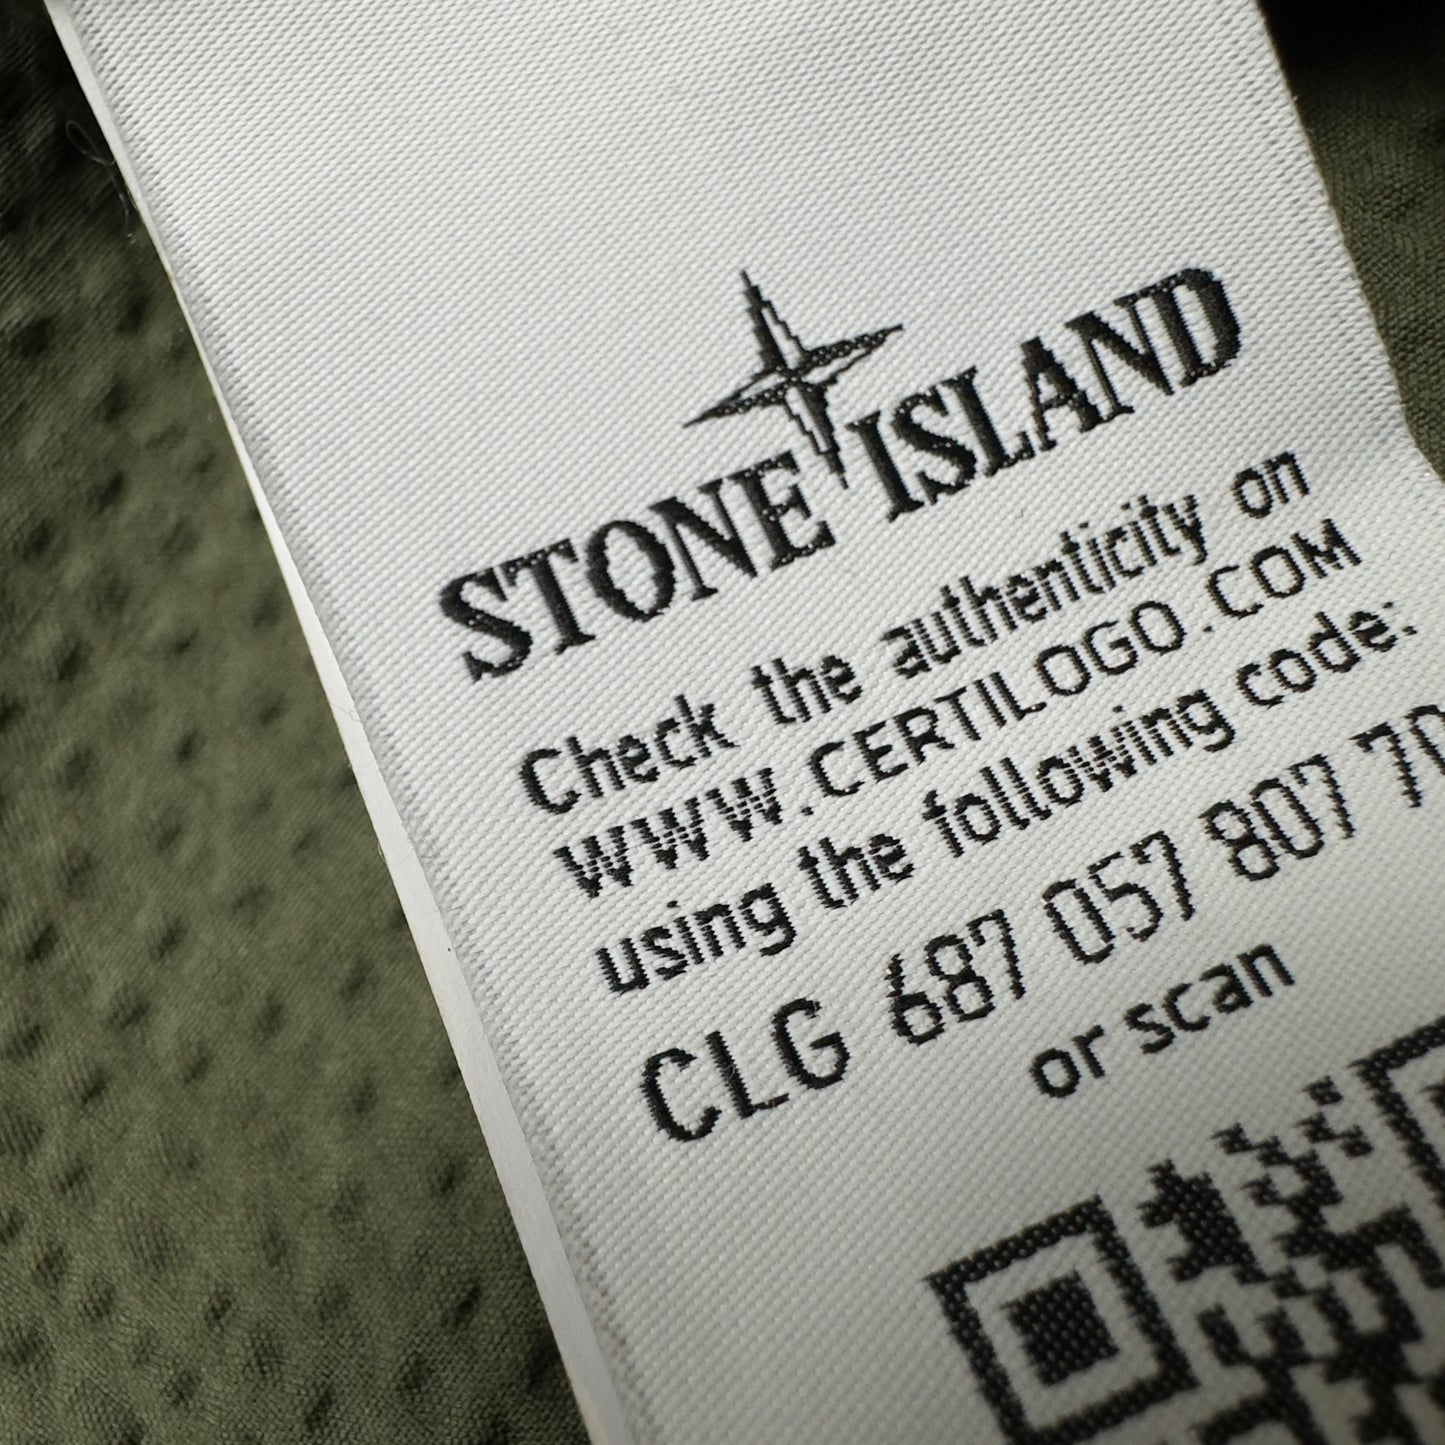 STONE ISLAND
Check the authenticity on
WWW.CERTILOGO.COM
using the following code:
CLG 687 057 807 70
or scan